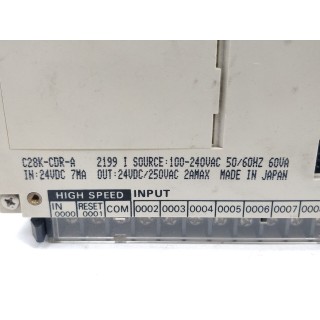 C28K-CDR-A 2199 I SOURCE:100-240VAC 50/60HZ 60VA
IN:24VDC 7MA OUT:24VDC/250VAC 2AMAX MADE IN JAPAN
HIGH SPEED INPUT
IN 0000 RESET 0001 COM 0002 0003 0004 0005 0006 0007